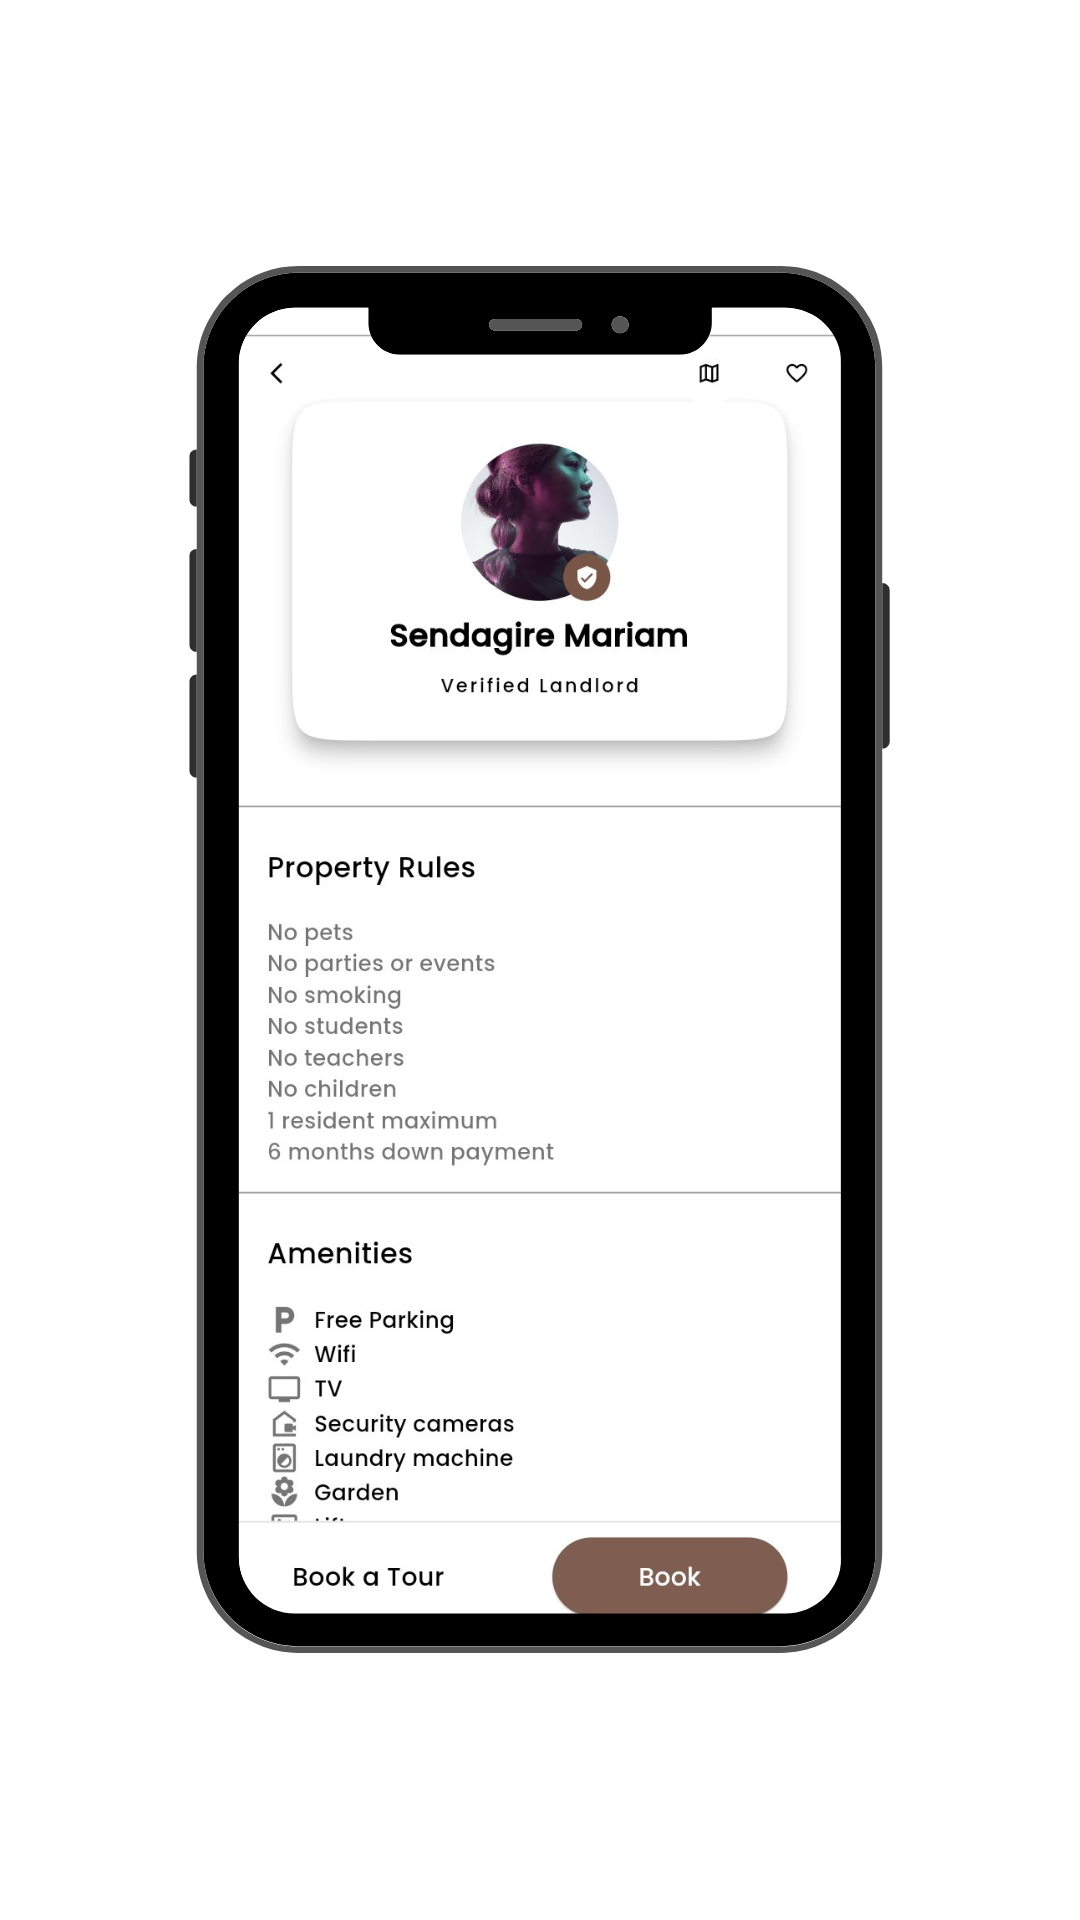 Sendagire Mariam
Verified Landlord
Property Rules
No pets
No parties or events
No smoking
No students
No teachers
No children
1 resident maximum
6 months down payment
Amenities
Free Parking
Wifi
TV
Security cameras
Laundry machine
Garden
Book a Tour
Book